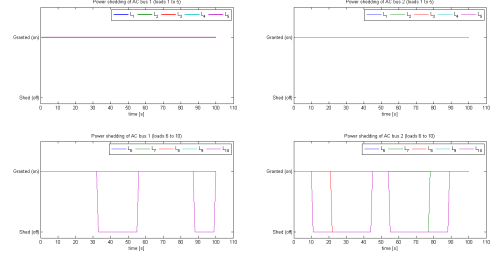 Power shedding of AC bus 1 (loads 1 to 5)
L1 L2 L3 L4 L5
Granted (on)
Shed (off)
0 10 20 30 40 50 60 70 80 90 100 110
time [s]
Power shedding of AC bus 2 (loads 1 to 5)
L1 L2 L3 L4 L5
Granted (on)
Shed (off)
0 10 20 30 40 50 60 70 80 90 100 110
time [s]
Power shedding of AC bus 1 (loads 6 to 10)
L6 L7 L8 L9 L10
Granted (on)
Shed (off)
0 10 20 30 40 50 60 70 80 90 100 110
time [s]
Power shedding of AC bus 2 (loads 6 to 10)
L6 L7 L8 L9 L10
Granted (on)
Shed (off)
0 10 20 30 40 50 60 70 80 90 100 110
time [s]